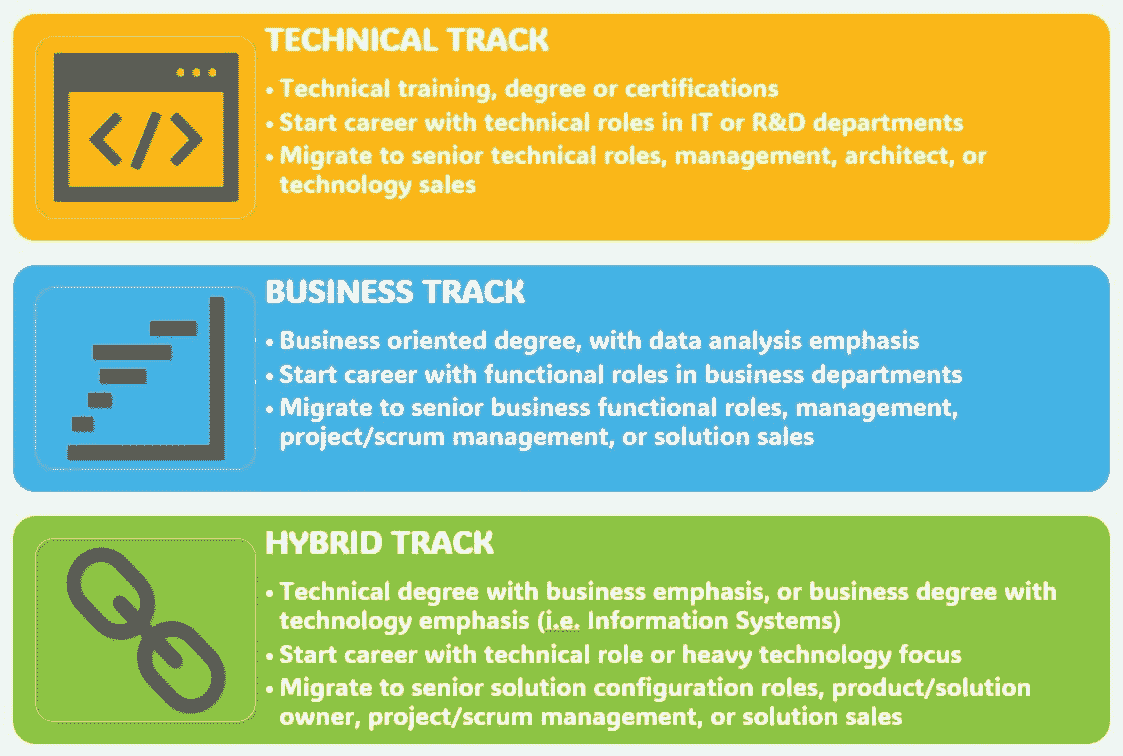 TECHNICAL TRACK
• Technical training, degree or certifications
• Start career with technical roles in IT or R&D departments
• Migrate to senior technical roles, management, architect, or
technology sales
BUSINESS TRACK
• Business oriented degree, with data analysis emphasis
• Start career with functional roles in business departments
• Migrate to senior business functional roles, management,
project/scrum management, or solution sales
HYBRID TRACK
• Technical degree with business emphasis, or business degree with
technology emphasis (i.e. Information Systems)
• Start career with technical role or heavy technology focus
• Migrate to senior solution configuration roles, product/solution
owner, project/scrum management, or solution sales